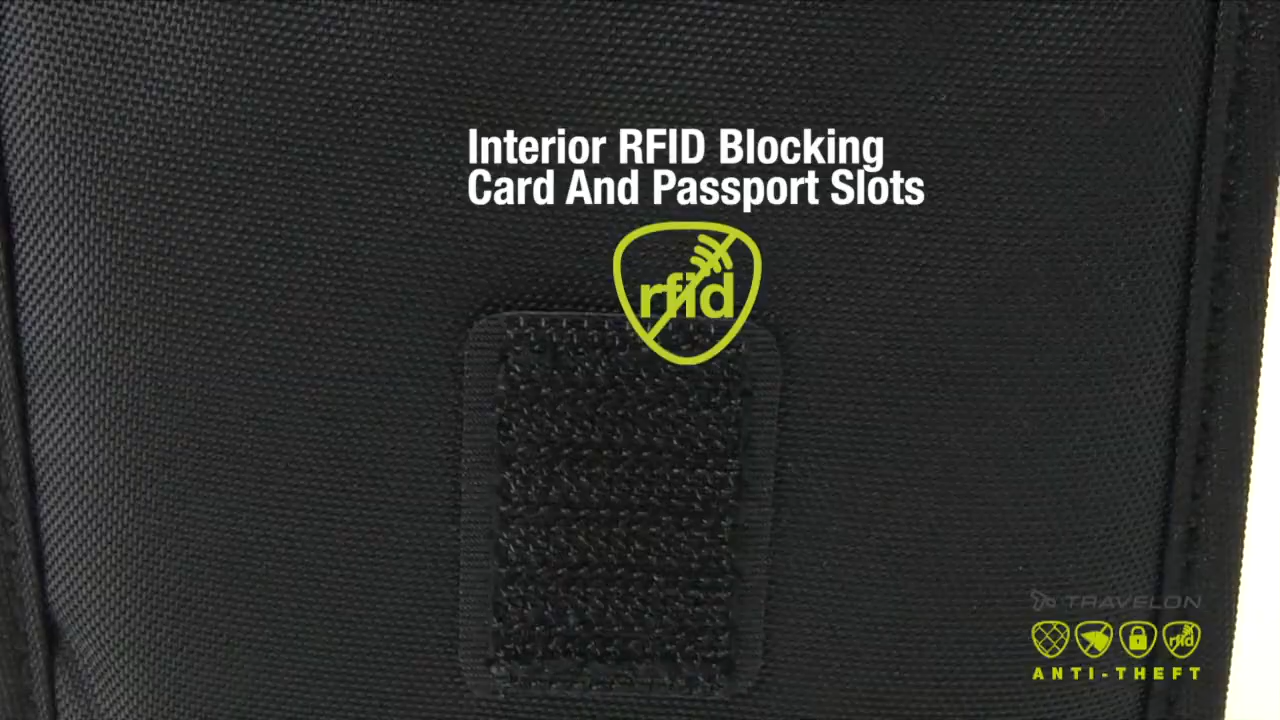 Interior RFID Blocking
Card And Passport Slots
rfid
TRAVELON
rfid
ANTI-THEFT